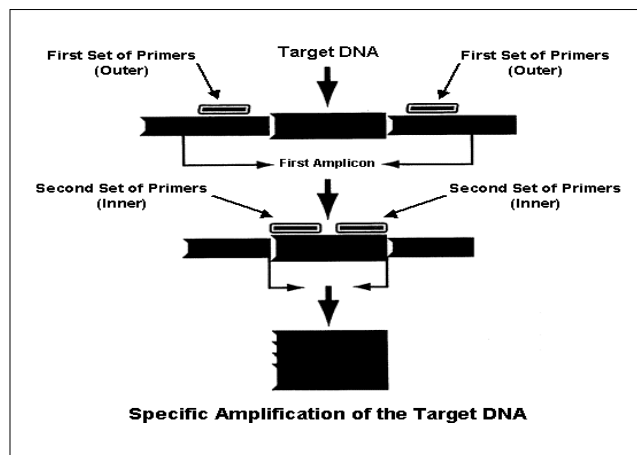 First Set of Primers
(Outer)
Target DNA
First Set of Primers
(Outer)
First Amplicon
Second Set of Primers
(Inner)
Second Set of Primers
(Inner)
Specific Amplification of the Target DNA